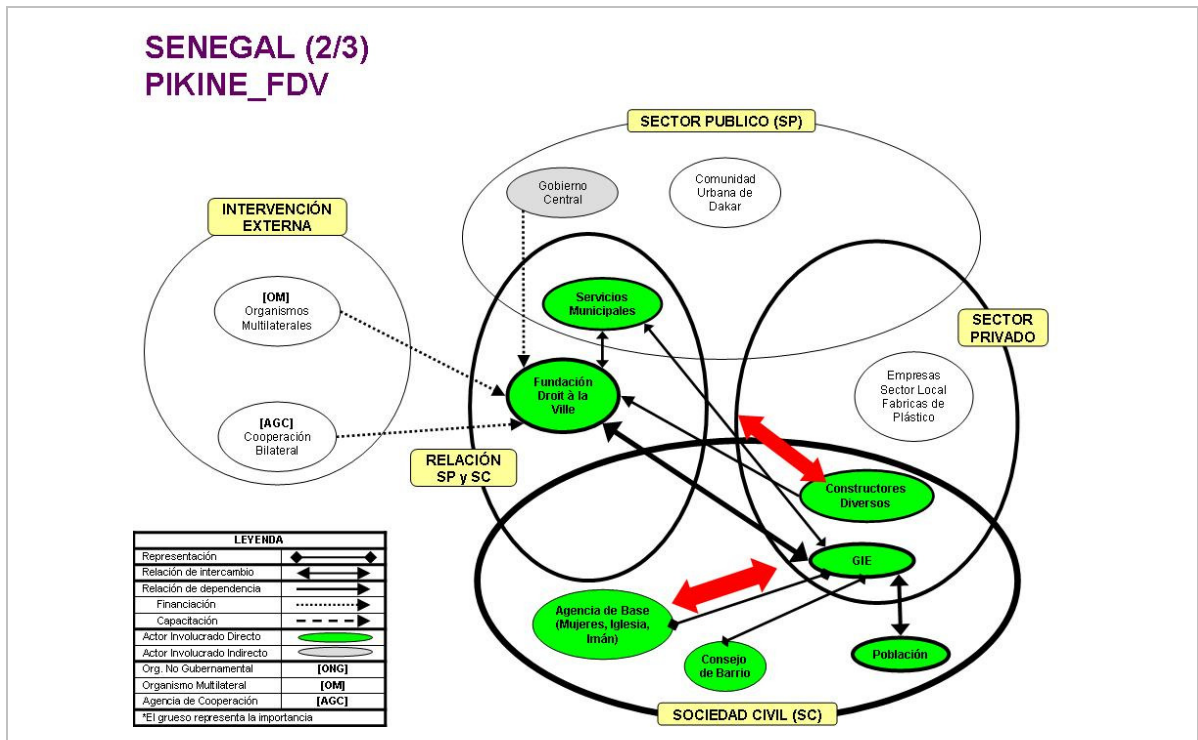 SENEGAL (2/3)
PIKINE_FDV
SECTOR PUBLICO (SP)
Gobierno
Central
Comunidad
Urbana de
Dakar
INTERVENCIÓN
EXTERNA
[OM]
Organismos
Multilaterales
Servicios
Municipales
SECTOR
PRIVADO
Fundación
Droit à la
Ville
Empresas
Sector Local
Fabricas de
Plástico
[AGC]
Cooperación
Bilateral
RELACIÓN
SP y SC
Constructores
Diversos
GIE
Agencia de Base
(Mujeres, Iglesia,
Imán)
Consejo
de Barrio
Población
SOCIEDAD CIVIL (SC)
LEYENDA
Representación
Relación de intercambio
Relación de dependencia
Financiación
Capacitación
Actor Involucrado Directo
Actor Involucrado Indirecto
Org. No Gubernamental [ONG]
Organismo Multilateral [OM]
Agencia de Cooperación [AGC]
*El grueso representa la importancia